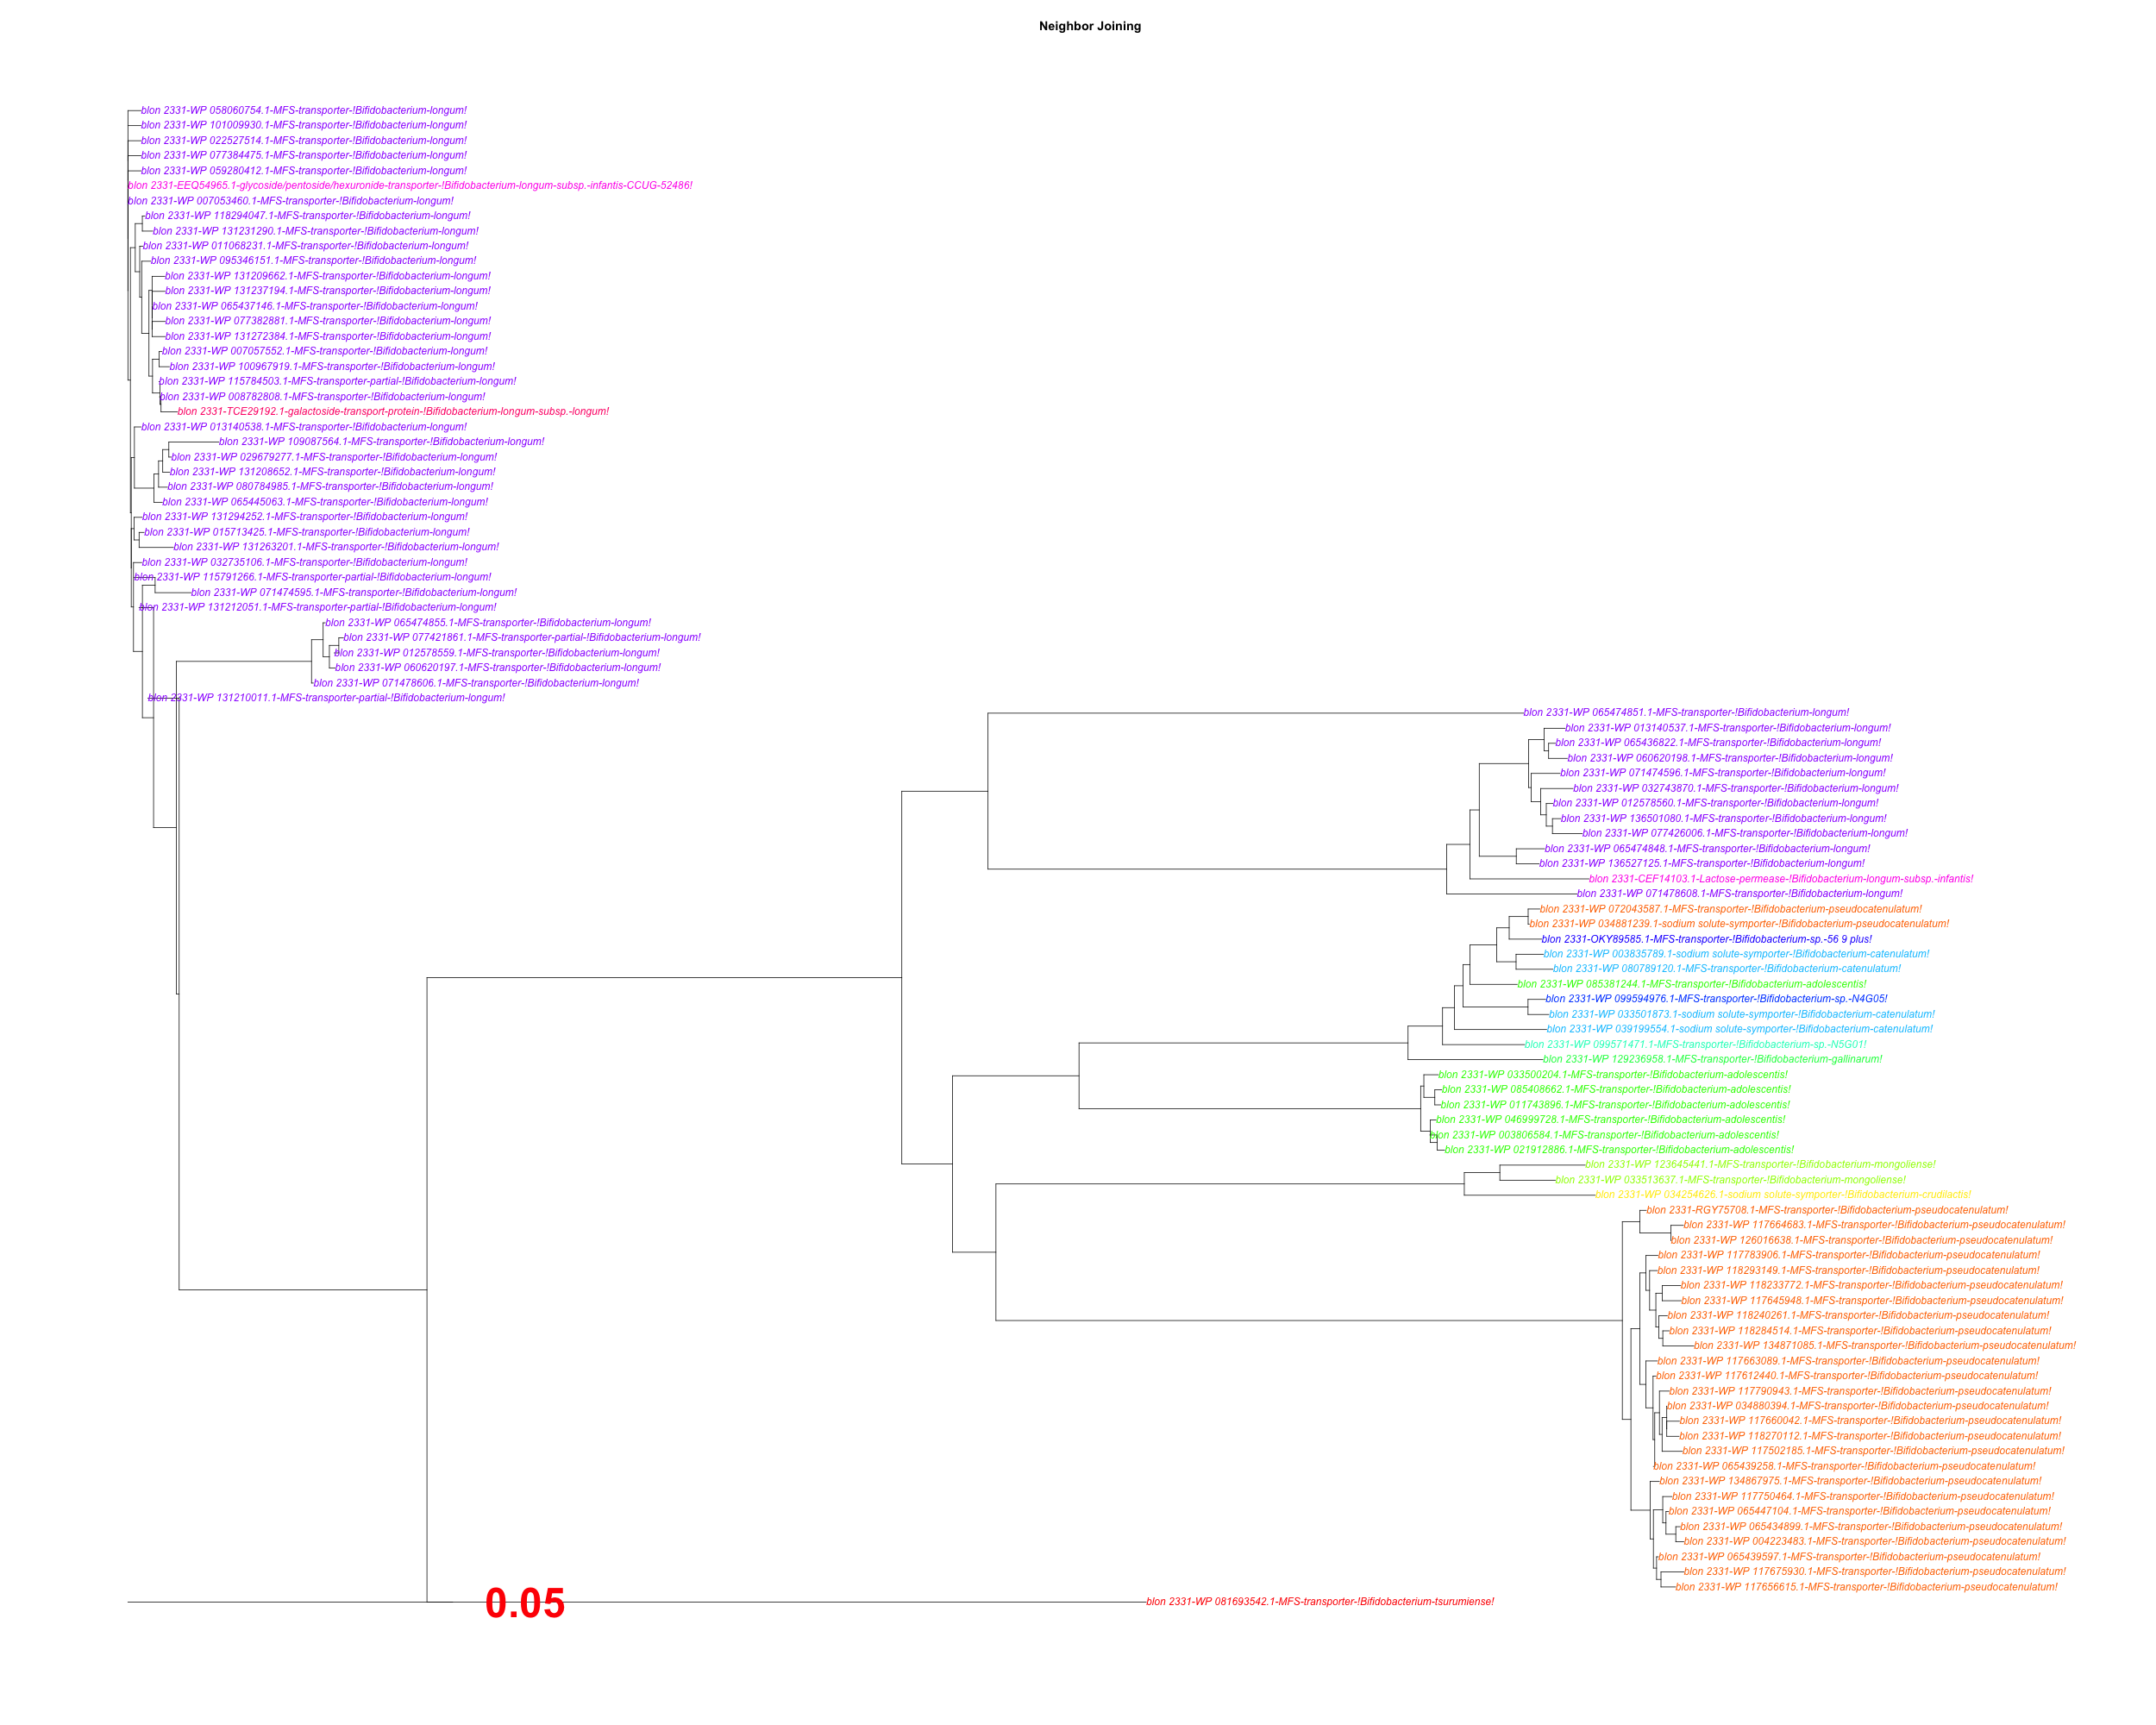 Neighbor Joining
blon 2331-WP 058060754.1-MFS-transporter-!Bifidobacterium-longum!
blon 2331-WP 101009930.1-MFS-transporter-!Bifidobacterium-longum!
blon 2331-WP 022527514.1-MFS-transporter-!Bifidobacterium-longum!
blon 2331-WP 077384475.1-MFS-transporter-!Bifidobacterium-longum!
blon 2331-WP 059280412.1-MFS-transporter-!Bifidobacterium-longum!
blon 2331-EEQ54965.1-glycoside/pentoside/hexuronide-transporter-!Bifidobacterium-longum-subsp.-infantis-CCUG-52486!
blon 2331-WP 007053460.1-MFS-transporter-!Bifidobacterium-longum!
blon 2331-WP 118294047.1-MFS-transporter-!Bifidobacterium-longum!
blon 2331-WP 131231290.1-MFS-transporter-!Bifidobacterium-longum!
blon 2331-WP 011068231.1-MFS-transporter-!Bifidobacterium-longum!
blon 2331-WP 095346151.1-MFS-transporter-!Bifidobacterium-longum!
blon 2331-WP 131209662.1-MFS-transporter-!Bifidobacterium-longum!
blon 2331-WP 131237194.1-MFS-transporter-!Bifidobacterium-longum!
blon 2331-WP 065437146.1-MFS-transporter-!Bifidobacterium-longum!
blon 2331-WP 077382881.1-MFS-transporter-!Bifidobacterium-longum!
blon 2331-WP 131272384.1-MFS-transporter-!Bifidobacterium-longum!
blon 2331-WP 007057552.1-MFS-transporter-!Bifidobacterium-longum!
blon 2331-WP 100967919.1-MFS-transporter-!Bifidobacterium-longum!
blon 2331-WP 115784503.1-MFS-transporter-partial-!Bifidobacterium-longum!
blon 2331-WP 008782808.1-MFS-transporter-!Bifidobacterium-longum!
blon 2331-TCE29192.1-galactoside-transport-protein-!Bifidobacterium-longum-subsp.-longum!
blon 2331-WP 013140538.1-MFS-transporter-!Bifidobacterium-longum!
blon 2331-WP 109087564.1-MFS-transporter-!Bifidobacterium-longum!
blon 2331-WP 029679277.1-MFS-transporter-!Bifidobacterium-longum!
blon 2331-WP 131208652.1-MFS-transporter-!Bifidobacterium-longum!
blon 2331-WP 080784985.1-MFS-transporter-!Bifidobacterium-longum!
blon 2331-WP 065445063.1-MFS-transporter-!Bifidobacterium-longum!
blon 2331-WP 131294252.1-MFS-transporter-!Bifidobacterium-longum!
blon 2331-WP 015713425.1-MFS-transporter-!Bifidobacterium-longum!
blon 2331-WP 131263201.1-MFS-transporter-!Bifidobacterium-longum!
blon 2331-WP 032735106.1-MFS-transporter-!Bifidobacterium-longum!
blon 2331-WP 115791266.1-MFS-transporter-partial-!Bifidobacterium-longum!
blon 2331-WP 071474595.1-MFS-transporter-!Bifidobacterium-longum!
blon 2331-WP 131212051.1-MFS-transporter-partial-!Bifidobacterium-longum!
blon 2331-WP 065474855.1-MFS-transporter-!Bifidobacterium-longum!
blon 2331-WP 077421861.1-MFS-transporter-partial-!Bifidobacterium-longum!
blon 2331-WP 012578559.1-MFS-transporter-!Bifidobacterium-longum!
blon 2331-WP 060620197.1-MFS-transporter-!Bifidobacterium-longum!
blon 2331-WP 071478606.1-MFS-transporter-!Bifidobacterium-longum!
blon 2331-WP 131210011.1-MFS-transporter-partial-!Bifidobacterium-longum!
blon 2331-WP 065474851.1-MFS-transporter-!Bifidobacterium-longum!
blon 2331-WP 013140537.1-MFS-transporter-!Bifidobacterium-longum!
blon 2331-WP 065436822.1-MFS-transporter-!Bifidobacterium-longum!
blon 2331-WP 060620198.1-MFS-transporter-!Bifidobacterium-longum!
blon 2331-WP 071474596.1-MFS-transporter-!Bifidobacterium-longum!
blon 2331-WP 032743870.1-MFS-transporter-!Bifidobacterium-longum!
blon 2331-WP 012578560.1-MFS-transporter-!Bifidobacterium-longum!
blon 2331-WP 136501080.1-MFS-transporter-!Bifidobacterium-longum!
blon 2331-WP 077426006.1-MFS-transporter-!Bifidobacterium-longum!
blon 2331-WP 065474848.1-MFS-transporter-!Bifidobacterium-longum!
blon 2331-WP 136527125.1-MFS-transporter-!Bifidobacterium-longum!
blon 2331-CEF14103.1-Lactose-permease-!Bifidobacterium-longum-subsp.-infantis!
blon 2331-WP 071478608.1-MFS-transporter-!Bifidobacterium-longum!
blon 2331-WP 072043587.1-MFS-transporter-!Bifidobacterium-pseudocatenulatum!
blon 2331-WP 034881239.1-sodium solute-symporter-!Bifidobacterium-pseudocatenulatum!
blon 2331-OKY89585.1-MFS-transporter-!Bifidobacterium-sp.-56 9 plus!
blon 2331-WP 003835789.1-sodium solute-symporter-!Bifidobacterium-catenulatum!
blon 2331-WP 080789120.1-MFS-transporter-!Bifidobacterium-catenulatum!
blon 2331-WP 085381244.1-MFS-transporter-!Bifidobacterium-adolescentis!
blon 2331-WP 099594976.1-MFS-transporter-!Bifidobacterium-sp.-N4G05!
blon 2331-WP 033501873.1-sodium solute-symporter-!Bifidobacterium-catenulatum!
blon 2331-WP 039199554.1-sodium solute-symporter-!Bifidobacterium-catenulatum!
blon 2331-WP 099571471.1-MFS-transporter-!Bifidobacterium-sp.-N5G01!
blon 2331-WP 129236958.1-MFS-transporter-!Bifidobacterium-gallinarum!
blon 2331-WP 033500204.1-MFS-transporter-!Bifidobacterium-adolescentis!
blon 2331-WP 085408662.1-MFS-transporter-!Bifidobacterium-adolescentis!
blon 2331-WP 011743896.1-MFS-transporter-!Bifidobacterium-adolescentis!
blon 2331-WP 046999728.1-MFS-transporter-!Bifidobacterium-adolescentis!
blon 2331-WP 003806584.1-MFS-transporter-!Bifidobacterium-adolescentis!
blon 2331-WP 021912886.1-MFS-transporter-!Bifidobacterium-adolescentis!
blon 2331-WP 123645441.1-MFS-transporter-!Bifidobacterium-mongoliense!
blon 2331-WP 033513637.1-MFS-transporter-!Bifidobacterium-mongoliense!
blon 2331-WP 034254626.1-sodium solute-symporter-!Bifidobacterium-crudilactis!
blon 2331-RGY75708.1-MFS-transporter-!Bifidobacterium-pseudocatenulatum!
blon 2331-WP 117664683.1-MFS-transporter-!Bifidobacterium-pseudocatenulatum!
blon 2331-WP 126016638.1-MFS-transporter-!Bifidobacterium-pseudocatenulatum!
blon 2331-WP 117783906.1-MFS-transporter-!Bifidobacterium-pseudocatenulatum!
blon 2331-WP 118293149.1-MFS-transporter-!Bifidobacterium-pseudocatenulatum!
blon 2331-WP 118233772.1-MFS-transporter-!Bifidobacterium-pseudocatenulatum!
blon 2331-WP 117645948.1-MFS-transporter-!Bifidobacterium-pseudocatenulatum!
blon 2331-WP 118240261.1-MFS-transporter-!Bifidobacterium-pseudocatenulatum!
blon 2331-WP 118284514.1-MFS-transporter-!Bifidobacterium-pseudocatenulatum!
blon 2331-WP 134871085.1-MFS-transporter-!Bifidobacterium-pseudocatenulatum!
blon 2331-WP 117663089.1-MFS-transporter-!Bifidobacterium-pseudocatenulatum!
blon 2331-WP 117612440.1-MFS-transporter-!Bifidobacterium-pseudocatenulatum!
blon 2331-WP 117790943.1-MFS-transporter-!Bifidobacterium-pseudocatenulatum!
blon 2331-WP 034880394.1-MFS-transporter-!Bifidobacterium-pseudocatenulatum!
blon 2331-WP 117660042.1-MFS-transporter-!Bifidobacterium-pseudocatenulatum!
blon 2331-WP 118270112.1-MFS-transporter-!Bifidobacterium-pseudocatenulatum!
blon 2331-WP 117502185.1-MFS-transporter-!Bifidobacterium-pseudocatenulatum!
blon 2331-WP 065439258.1-MFS-transporter-!Bifidobacterium-pseudocatenulatum!
blon 2331-WP 134867975.1-MFS-transporter-!Bifidobacterium-pseudocatenulatum!
blon 2331-WP 117750464.1-MFS-transporter-!Bifidobacterium-pseudocatenulatum!
blon 2331-WP 065447104.1-MFS-transporter-!Bifidobacterium-pseudocatenulatum!
blon 2331-WP 065434899.1-MFS-transporter-!Bifidobacterium-pseudocatenulatum!
blon 2331-WP 004223483.1-MFS-transporter-!Bifidobacterium-pseudocatenulatum!
blon 2331-WP 065439597.1-MFS-transporter-!Bifidobacterium-pseudocatenulatum!
blon 2331-WP 117675930.1-MFS-transporter-!Bifidobacterium-pseudocatenulatum!
blon 2331-WP 117656615.1-MFS-transporter-!Bifidobacterium-pseudocatenulatum!
0.05
blon 2331-WP 081693542.1-MFS-transporter-!Bifidobacterium-tsurumiense!